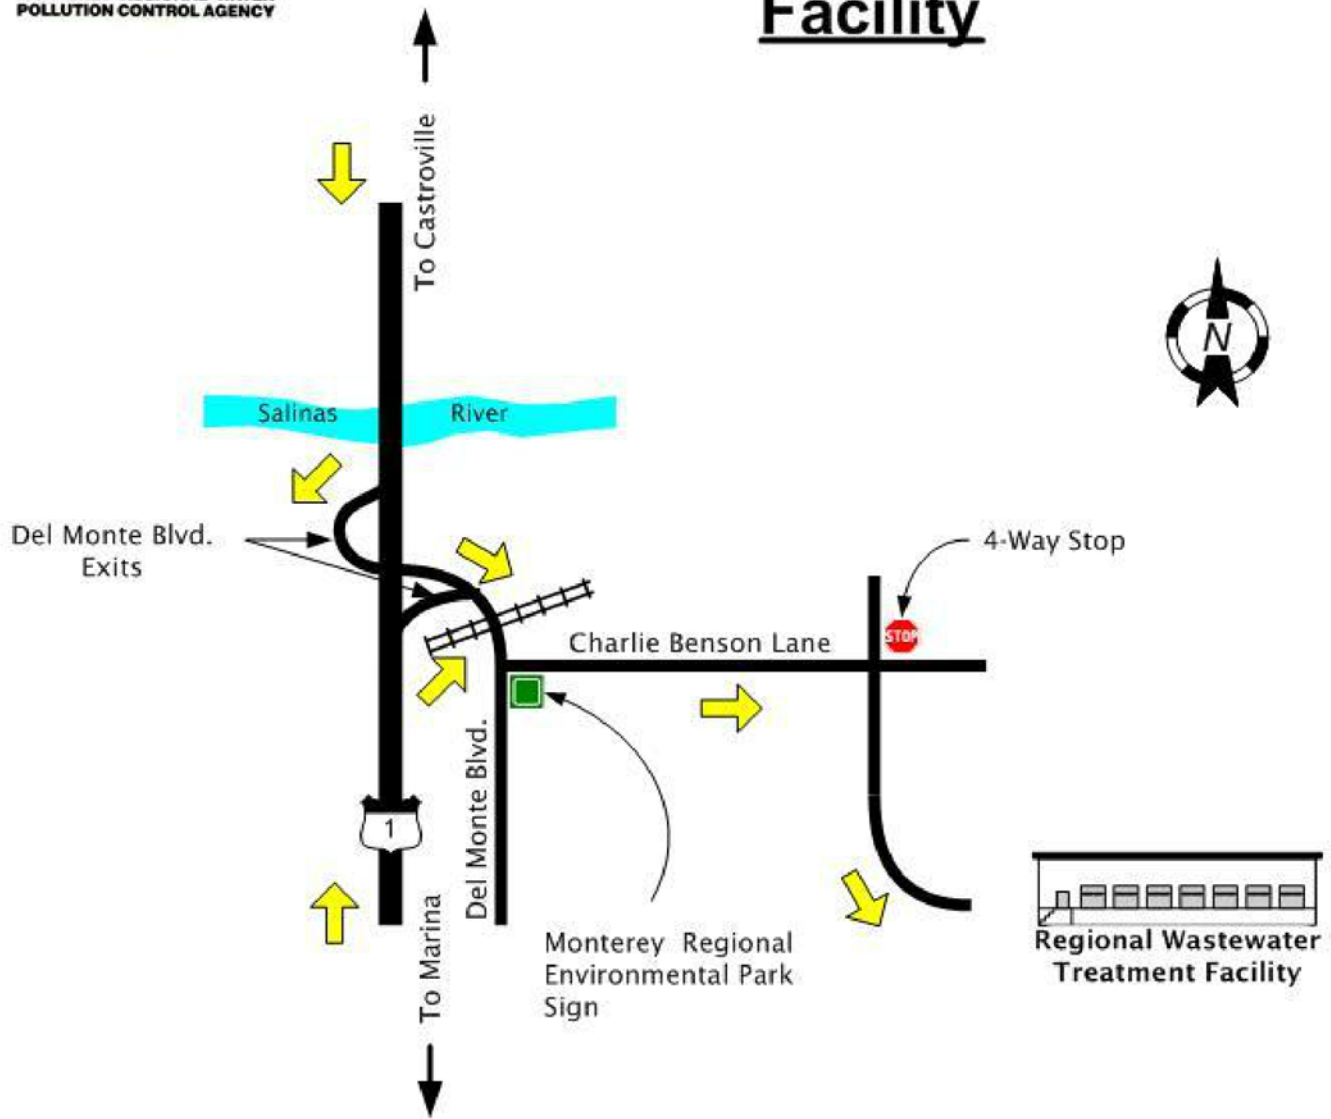 POLLUTION CONTROL AGENCY
Facility
To Castroville
N
Salinas River
Del Monte Blvd.
Exits
4-Way Stop
STOP
Charlie Benson Lane
Del Monte Blvd.
1
To Marina
Monterey Regional
Environmental Park
Sign
Regional Wastewater
Treatment Facility